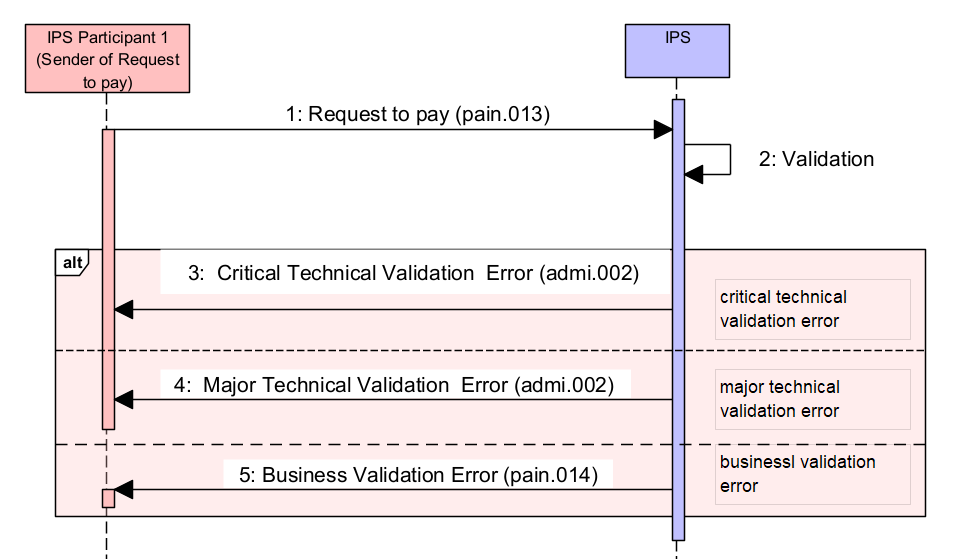 IPS Participant 1
(Sender of Request
to pay)
IPS
1: Request to pay (pain.013)
2: Validation
alt
3:  Critical Technical Validation  Error (admi.002)
critical technical
validation error
4:  Major Technical Validation  Error (admi.002)
major technical
validation error
5: Business Validation Error (pain.014)
businessl validation
error